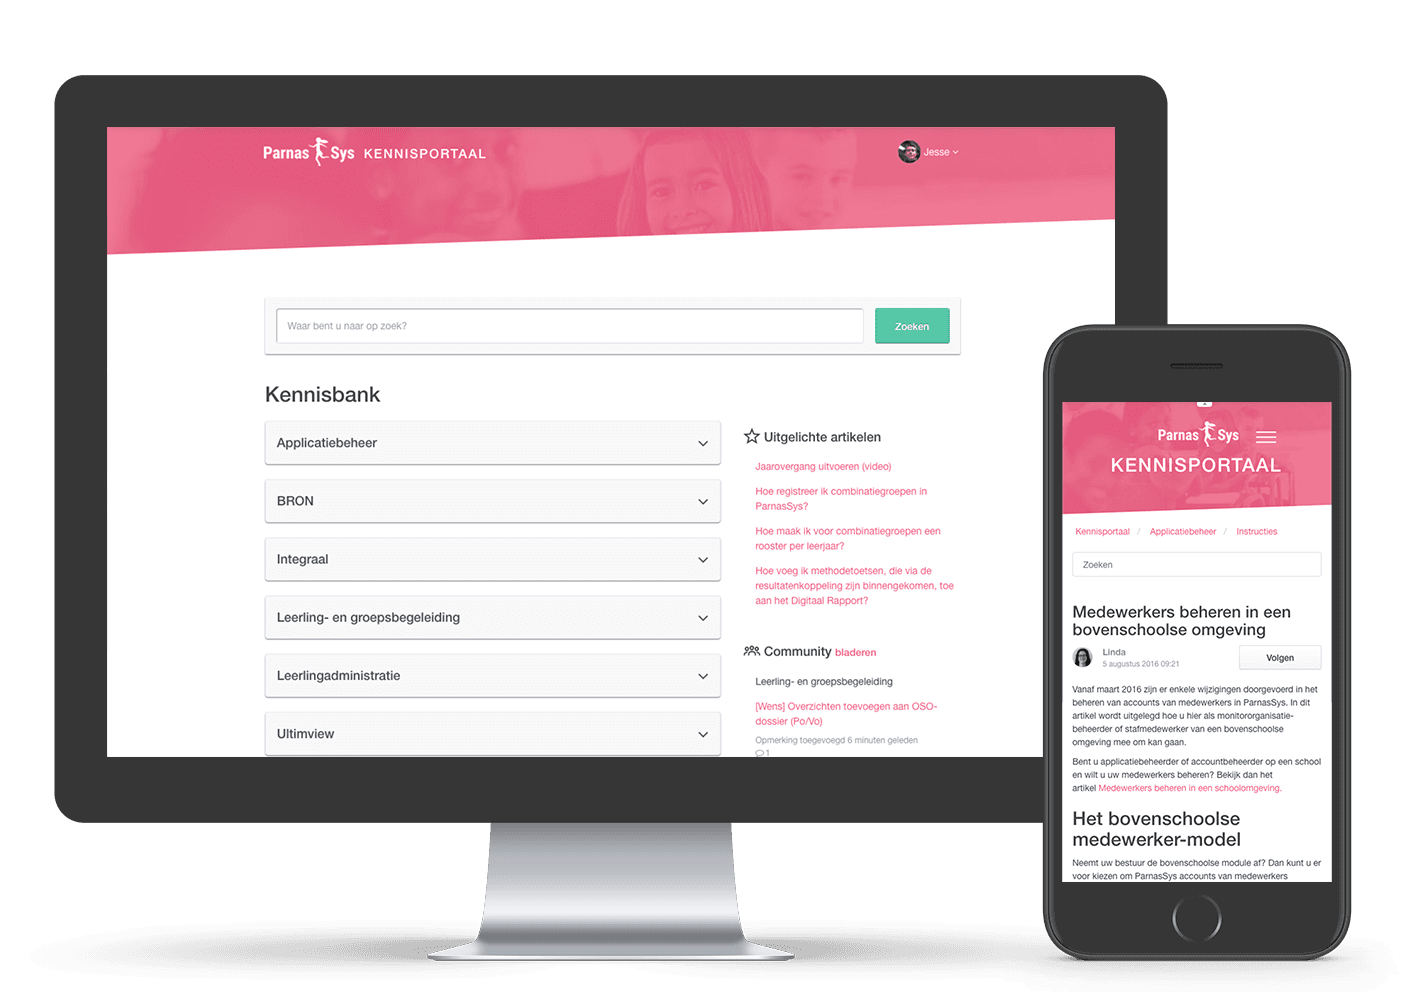 Parnas Sys KENNISPORTAAL
Jesse
Waar bent u naar op zoek?
Zoeken
Kennisbank
Applicatiebeheer
BRON
Integraal
Leerling- en groepsbegeleiding
Leerlingadministratie
Ultimview
Uitgelichte artikelen
Jaarovergang uitvoeren (video)
Hoe registreer ik combinatiegroepen in
ParnasSys?
Hoe maak ik voor combinatiegroepen een
rooster per leerjaar?
Hoe voeg ik methodetoetsen, die via de
resultatenkoppeling zijn binnengekomen, toe
aan het Digitaal Rapport?
Community bladeren
Leerling- en groepsbegeleiding
[Wens] Overzichten toevoegen aan OSO-
dossier (Po/Vo)
Opmerking toegevoegd 6 minuten geleden
1
Parnas Sys
KENNISPORTAAL
Kennisportaal / Applicatiebeheer / Instructies
Zoeken
Medewerkers beheren in een
bovenschoolse omgeving
Linda
5 augustus 2016 09:21
Volgen
Vanaf maart 2016 zijn er enkele wijzigingen doorgevoerd in het
beheren van accounts van medewerkers in ParnasSys. In dit
artikel wordt uitgelegd hoe u hier als monitororganisatie-
beheerder of stafmedewerker van een bovenschoolse
omgeving mee om kan gaan.
Bent u applicatiebeheerder of accountbeheerder op een school
en wilt u uw medewerkers beheren? Bekijk dan het
artikel Medewerkers beheren in een schoolomgeving.
Het bovenschoolse
medewerker-model
Neemt uw bestuur de bovenschoolse module af? Dan kunt u er
voor kiezen om ParnasSys accounts van medewerkers